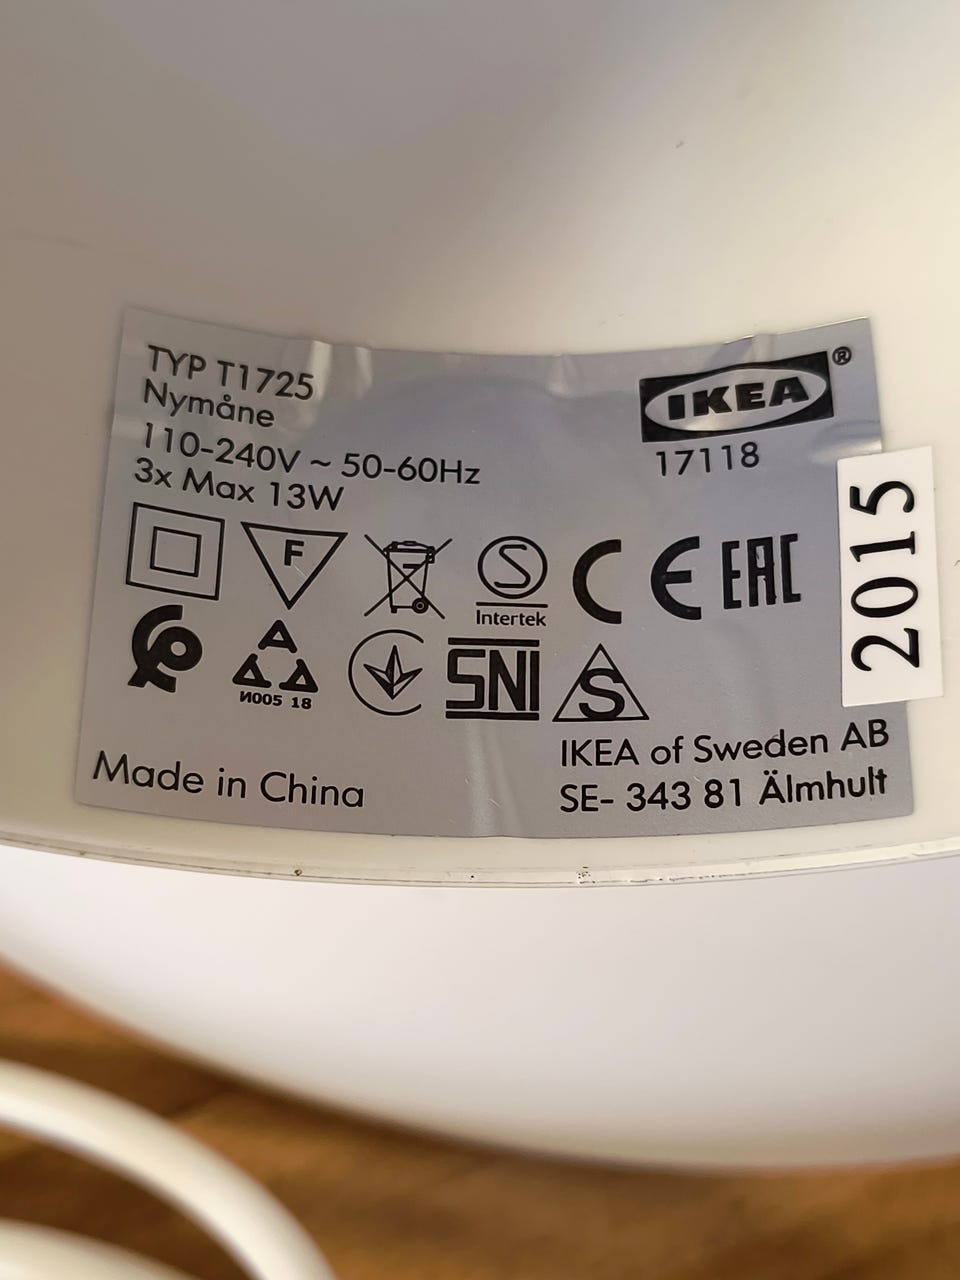 TYP T1725
Nymåne
110-240V ~ 50-60Hz
3x Max 13W
IKEA®
17118
2015
F
S
Intertek
CE
EAC
A
И005 18
SNI
S
Made in China
IKEA of Sweden AB
SE- 343 81 Älmhult